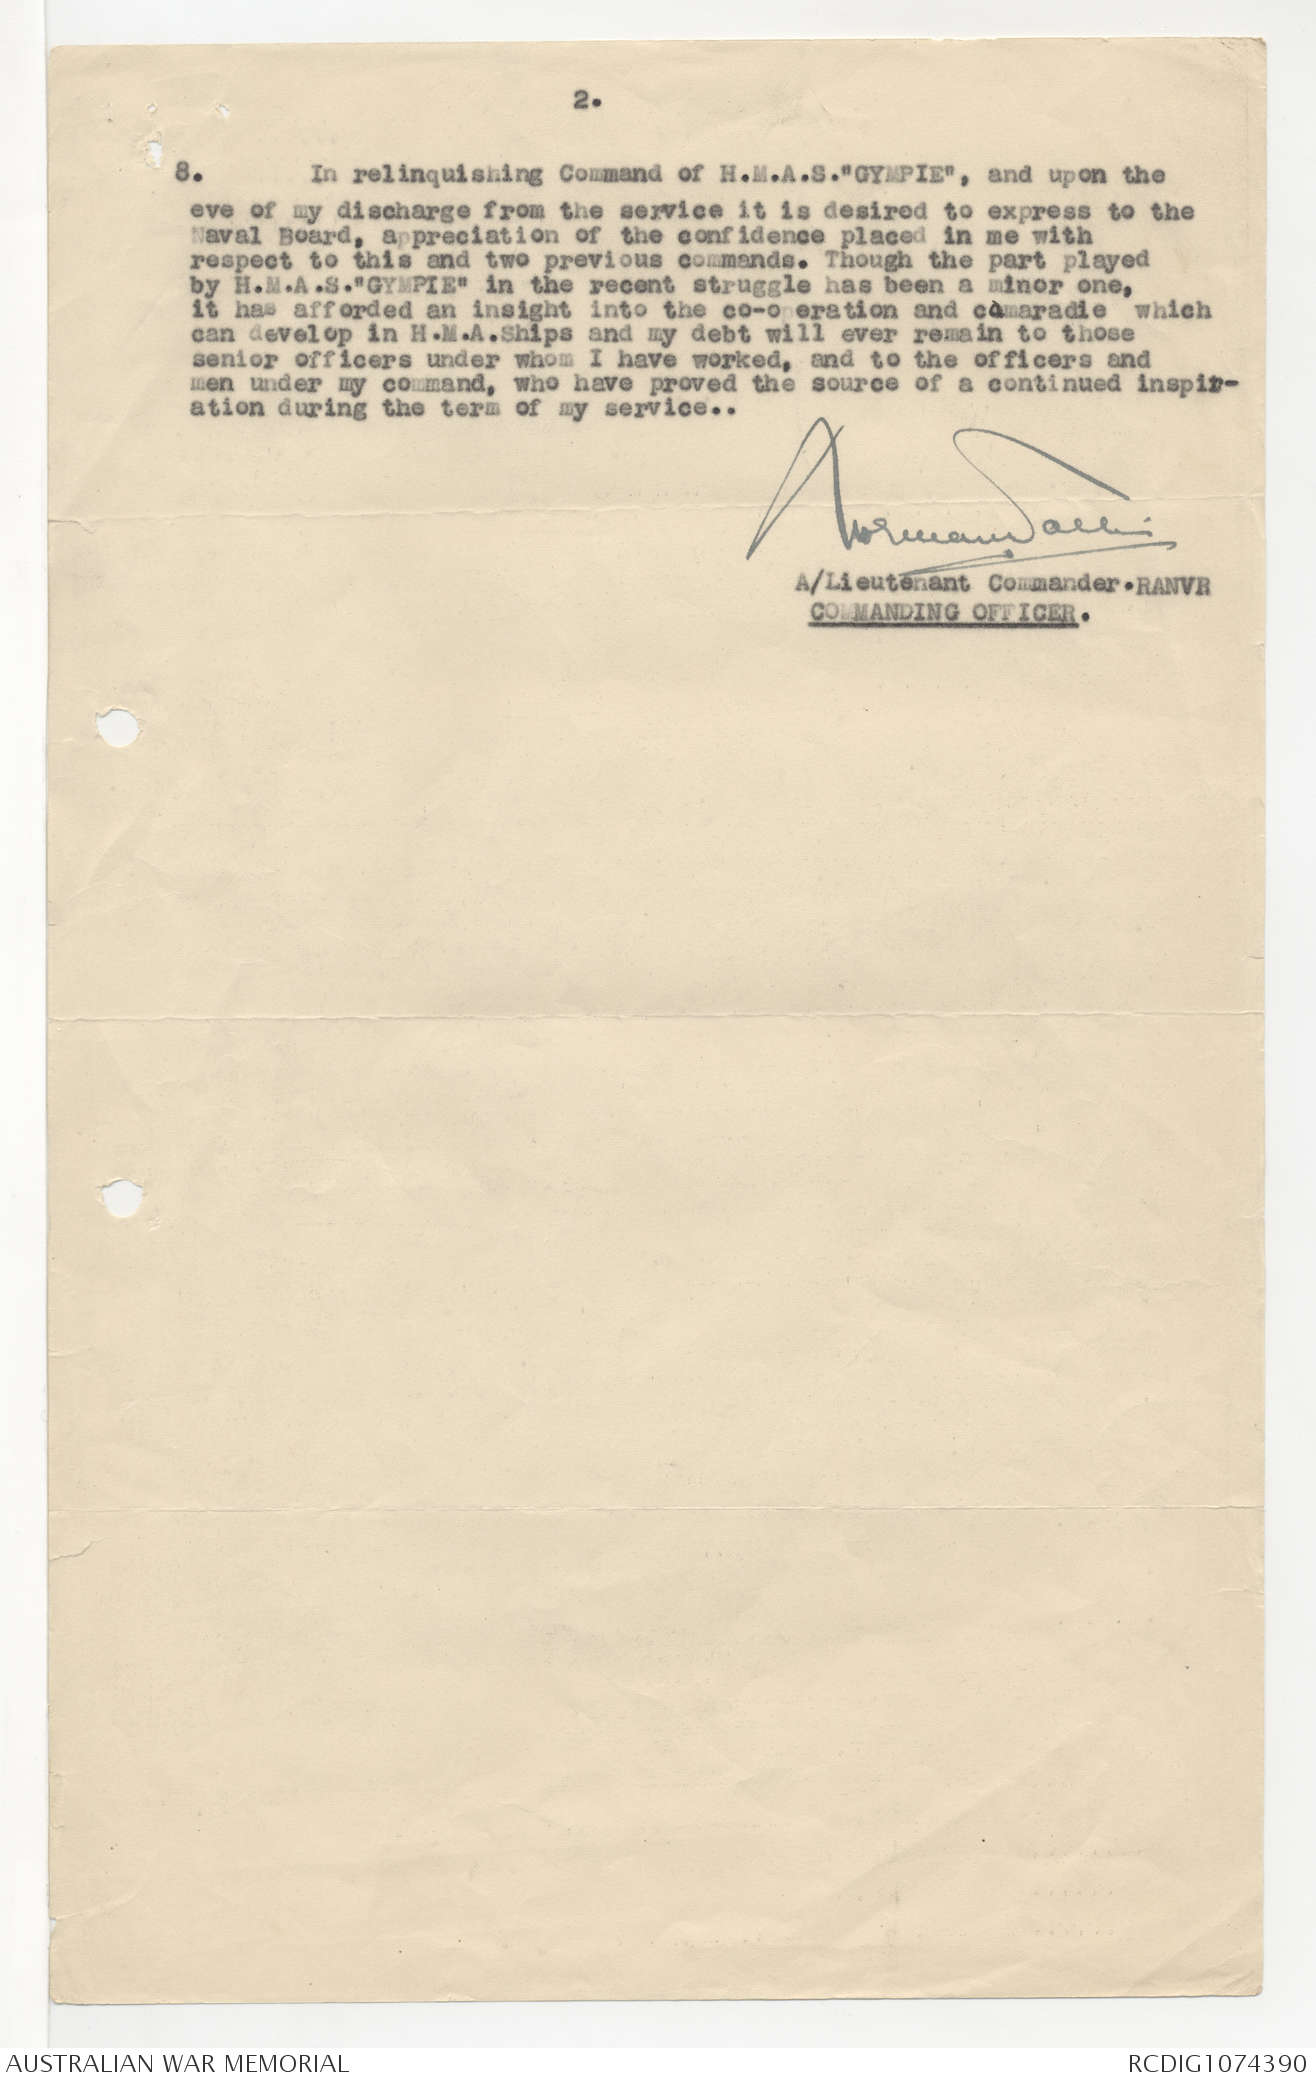 2.
8. In relinquishing Command of H.M.A.S."GYMPIE", and upon the
eve of my discharge from the service it is desired to express to the
Naval Board, appreciation of the confidence placed in me with
respect to this and two previous commands. Though the part played
by H.M.A.S."GYMPIE" in the recent struggle has been a minor one,
it has afforded an insight into the co-operation and camaradie which
can develop in H.M.A.Ships and my debt will ever remain to those
senior officers under whom I have worked, and to the officers and
men under my command, who have proved the source of a continued inspir-
ation during the term of my service..
Norman
A/Lieutenant Commander.RANVR
COMMANDING OFFICER.
AUSTRALIAN WAR MEMORIAL
RCDIG1074390